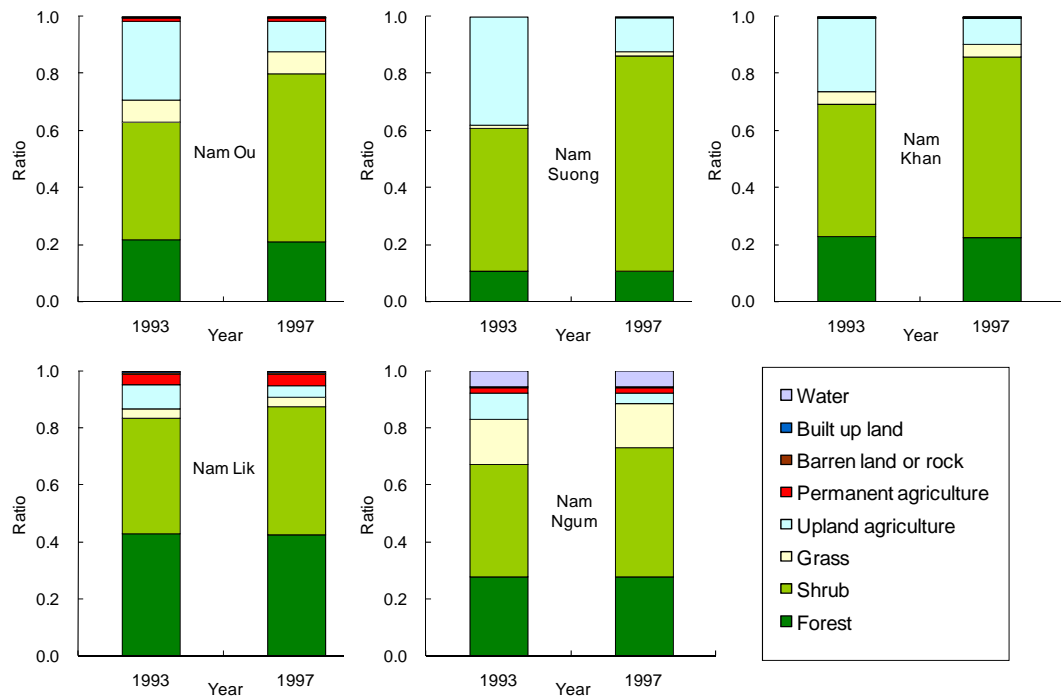 1.0
0.8
0.6
0.4
0.2
0.0
Ratio
Nam Ou
1993
1997
Year
1.0
0.8
0.6
0.4
0.2
0.0
Ratio
Nam
Suong
1993
1997
Year
1.0
0.8
0.6
0.4
0.2
0.0
Ratio
Nam
Khan
1993
1997
Year
1.0
0.8
0.6
0.4
0.2
0.0
Ratio
Nam Lik
1993
1997
Year
1.0
0.8
0.6
0.4
0.2
0.0
Ratio
Nam
Ngum
1993
1997
Year
Water
Built up land
Barren land or rock
Permanent agriculture
Upland agriculture
Grass
Shrub
Forest